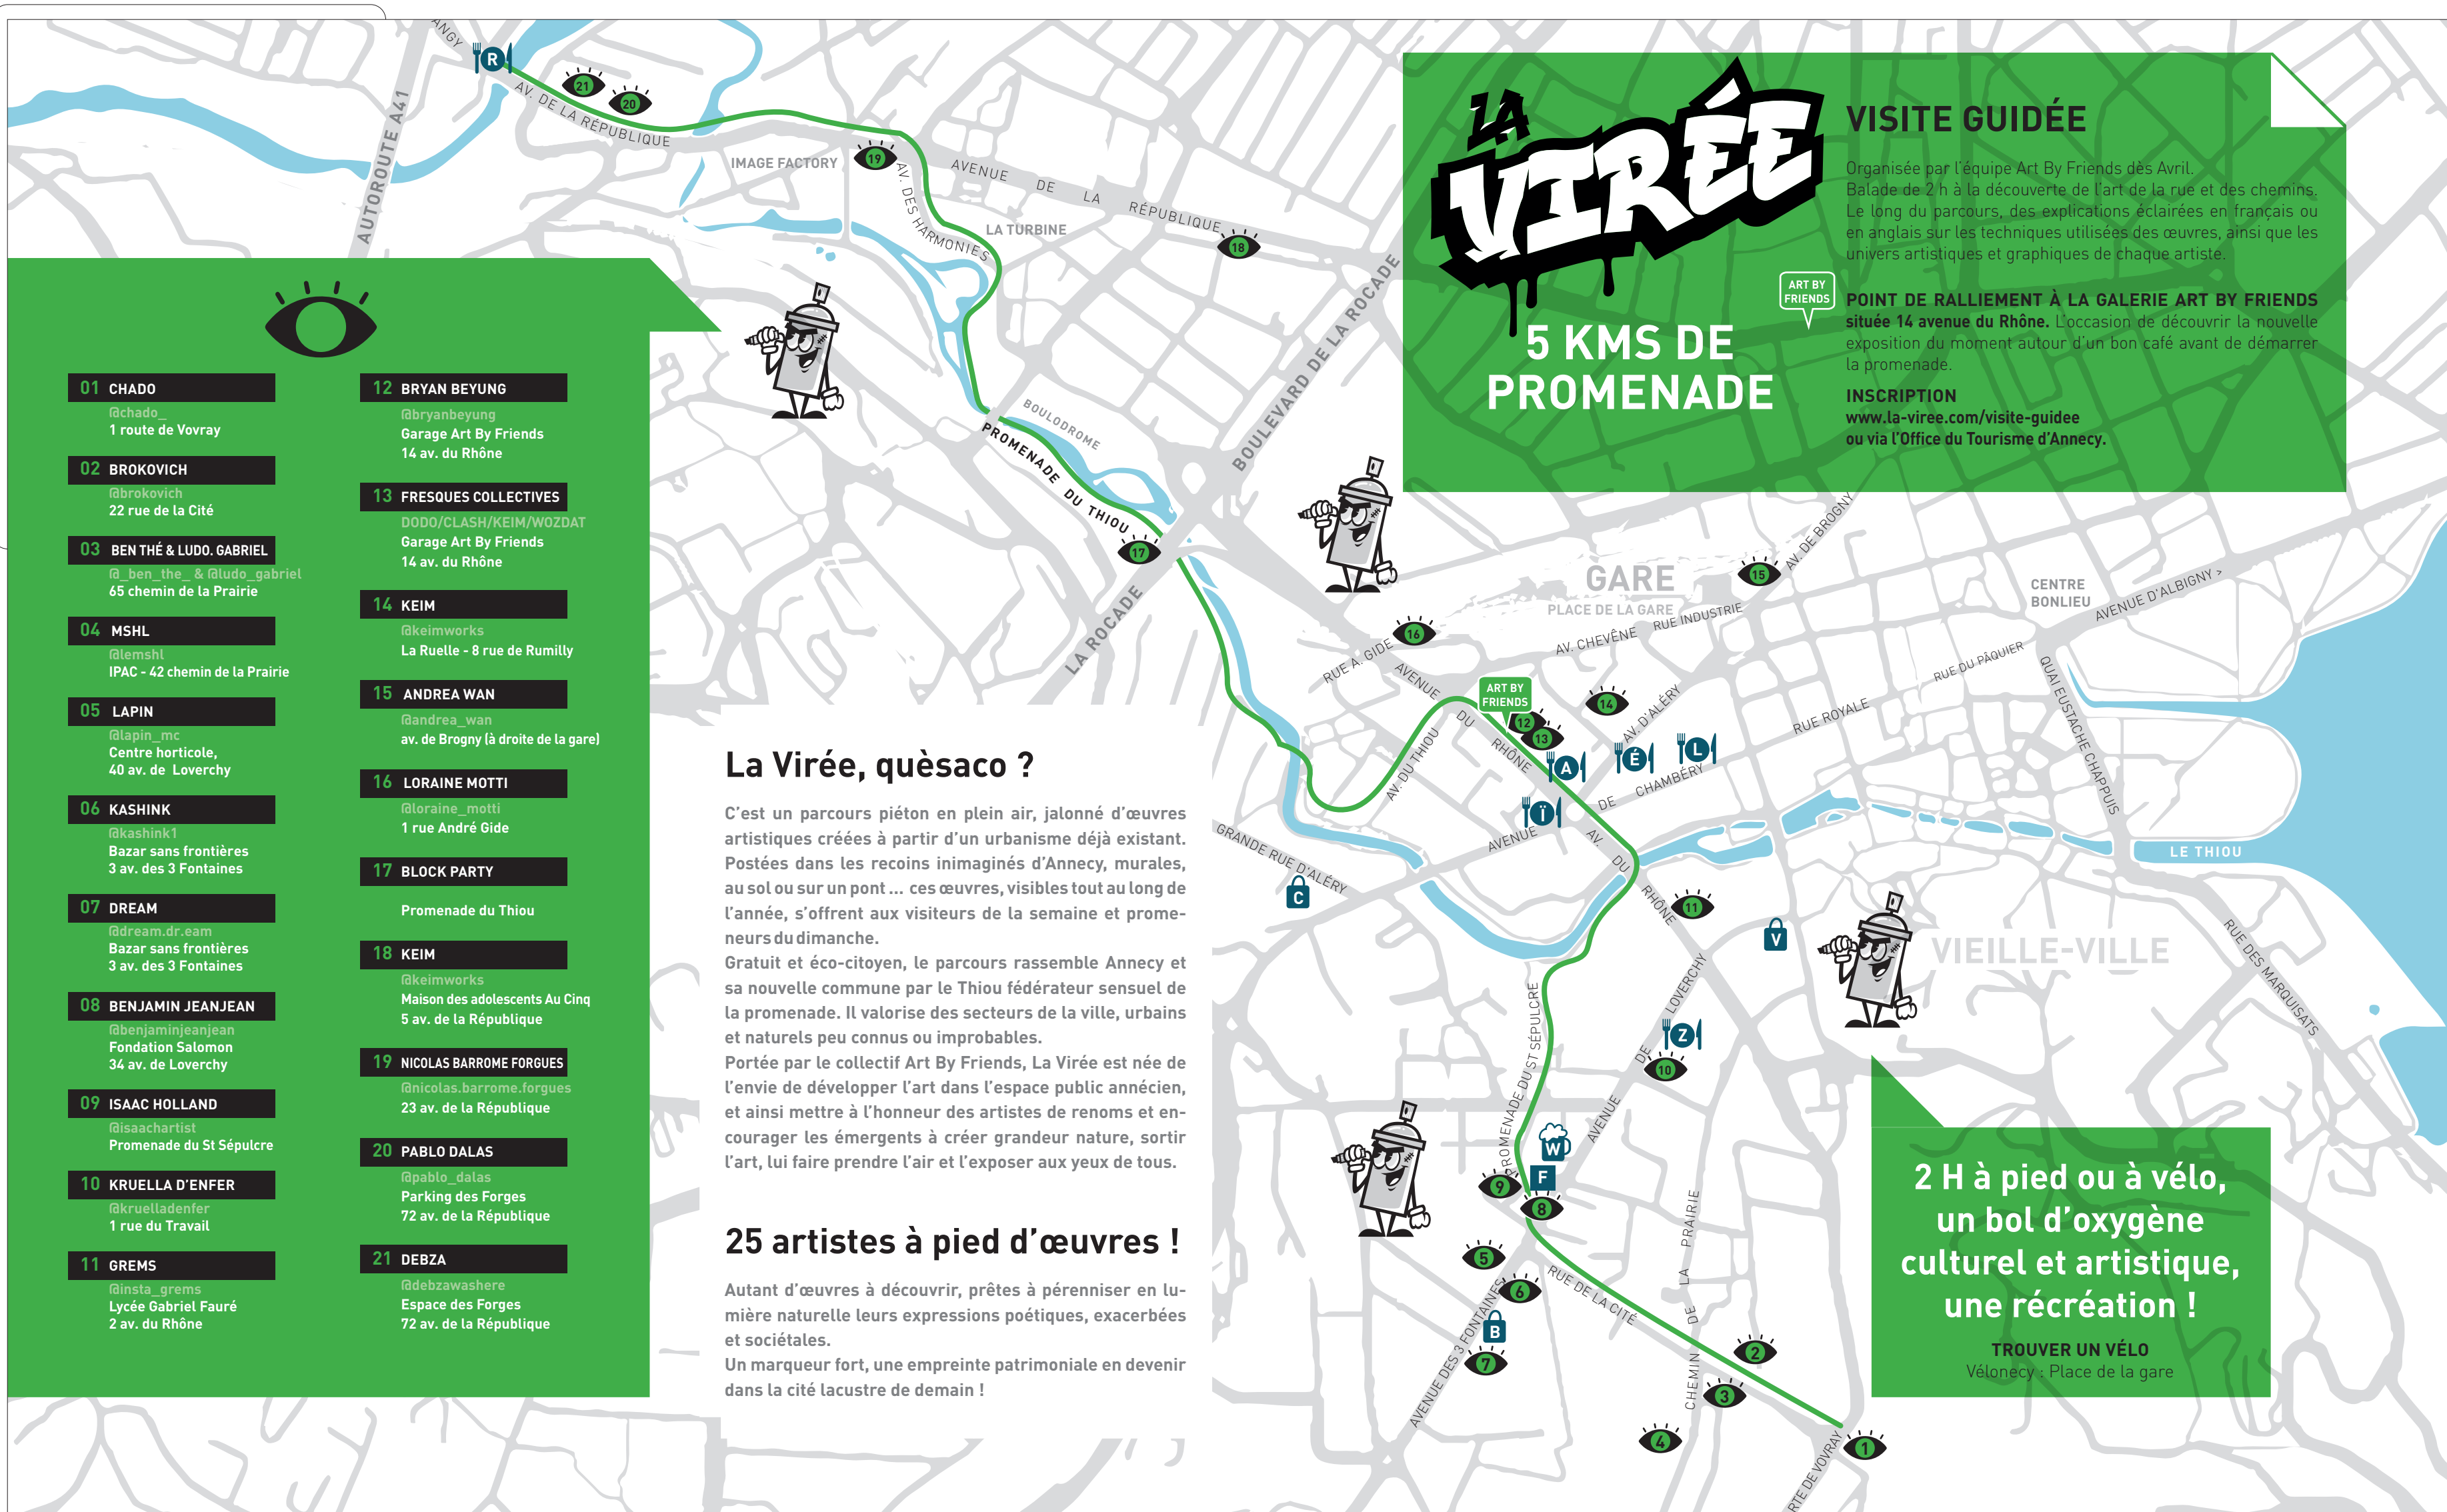 LA
VIRÉE
5 KMS DE
PROMENADE
VISITE GUIDÉE
Organisée par l'équipe Art By Friends dès Avril.
Balade de 2 h à la découverte de l'art de la rue et des chemins.
Le long du parcours, des explications éclairées en français ou
en anglais sur les techniques utilisées des œuvres, ainsi que les
univers artistiques et graphiques de chaque artiste.
ART BY
FRIENDS
POINT DE RALLIEMENT À LA GALERIE ART BY FRIENDS
située 14 avenue du Rhône. L'occasion de découvrir la nouvelle
exposition du moment autour d'un bon café avant de démarrer
la promenade.
INSCRIPTION
www.la-viree.com/visite-guidee
ou via l'Office du Tourisme d'Annecy.
01 CHADO
@chado_
1 route de Vovray
02 BROKOVICH
@brokovich
22 rue de la Cité
03 BEN THÉ & LUDO. GABRIEL
@_ben_the_ & @ludo_gabriel
65 chemin de la Prairie
04 MSHL
@lemshl
IPAC - 42 chemin de la Prairie
05 LAPIN
@lapin_mc
Centre horticole,
40 av. de Loverchy
06 KASHINK
@kashink1
Bazar sans frontières
3 av. des 3 Fontaines
07 DREAM
@dream.dr.eam
Bazar sans frontières
3 av. des 3 Fontaines
08 BENJAMIN JEANJEAN
@benjaminjeanjean
Fondation Salomon
34 av. de Loverchy
09 ISAAC HOLLAND
@isaachartist
Promenade du St Sépulcre
10 KRUELLA D'ENFER
@kruelladenfer
1 rue du Travail
11 GREMS
@insta_grems
Lycée Gabriel Fauré
2 av. du Rhône
12 BRYAN BEYUNG
@bryanbeyung
Garage Art By Friends
14 av. du Rhône
13 FRESQUES COLLECTIVES
DODO/CLASH/KEIM/WOZDAT
Garage Art By Friends
14 av. du Rhône
14 KEIM
@keimworks
La Ruelle - 8 rue de Rumilly
15 ANDREA WAN
@andrea_wan
av. de Brogny (à droite de la gare)
16 LORAINE MOTTI
@loraine_motti
1 rue André Gide
17 BLOCK PARTY
Promenade du Thiou
18 KEIM
@keimworks
Maison des adolescents Au Cinq
5 av. de la République
19 NICOLAS BARROME FORGUES
@nicolas.barrome.forgues
23 av. de la République
20 PABLO DALAS
@pablo_dalas
Parking des Forges
72 av. de la République
21 DEBZA
@debzawashere
Espace des Forges
72 av. de la République
La Virée, quèsaco ?
C'est un parcours piéton en plein air, jalonné d'œuvres
artistiques créées à partir d'un urbanisme déjà existant.
Postées dans les recoins inimaginés d'Annecy, murales,
au sol ou sur un pont ... ces œuvres, visibles tout au long de
l'année, s'offrent aux visiteurs de la semaine et prome-
neurs du dimanche.
Gratuit et éco-citoyen, le parcours rassemble Annecy et
sa nouvelle commune par le Thiou fédérateur sensuel de
la promenade. Il valorise des secteurs de la ville, urbains
et naturels peu connus ou improbables.
Portée par le collectif Art By Friends, La Virée est née de
l'envie de développer l'art dans l'espace public annécien,
et ainsi mettre à l'honneur des artistes de renoms et en-
courager les émergents à créer grandeur nature, sortir
l'art, lui faire prendre l'air et l'exposer aux yeux de tous.
25 artistes à pied d'œuvres !
Autant d'œuvres à découvrir, prêtes à pérenniser en lu-
mière naturelle leurs expressions poétiques, exacerbées
et sociétales.
Un marqueur fort, une empreinte patrimoniale en devenir
dans la cité lacustre de demain !
2 H à pied ou à vélo,
un bol d'oxygène
culturel et artistique,
une récréation !
TROUVER UN VÉLO
Vélonecy : Place de la gare
ANGY
R
21
20
AV. DE LA RÉPUBLIQUE
AUTOROUTE A41
IMAGE FACTORY
19
AV. DES HARMONIES
AVENUE DE LA RÉPUBLIQUE
18
LA TURBINE
BOULEVARD DE LA ROCADE
BOULODROME
PROMENADE DU THIOU
17
LA ROCADE
GARE
PLACE DE LA GARE
15
AV. DE BROGNY
CENTRE
BONLIEU
AVENUE D'ALBIGNY >
16
RUE A. GIDE
AV. CHEVÊNE
RUE INDUSTRIE
RUE DU PÂQUIER
QUAI EUSTACHE CHAPPUIS
AVENUE DU RHÔNE
ART BY
FRIENDS
12
13
14
AV. D'ALÉRY
RUE ROYALE
AV. DU THIOU
A
É
L
Ï
AVENUE DE CHAMBÉRY
AV. DU RHÔNE
GRANDE RUE D'ALÉRY
C
LE THIOU
11
V
VIEILLE-VILLE
RUE DES MARQUISATS
PROMENADE DU ST SÉPULCRE
AVENUE DE LOVERCHY
Z
10
W
F
9
8
5
6
B
7
AVENUE DES 3 FONTAINES
RUE DE LA CITÉ
CHEMIN DE LA PRAIRIE
2
3
4
1
RTE DE VOVRAY